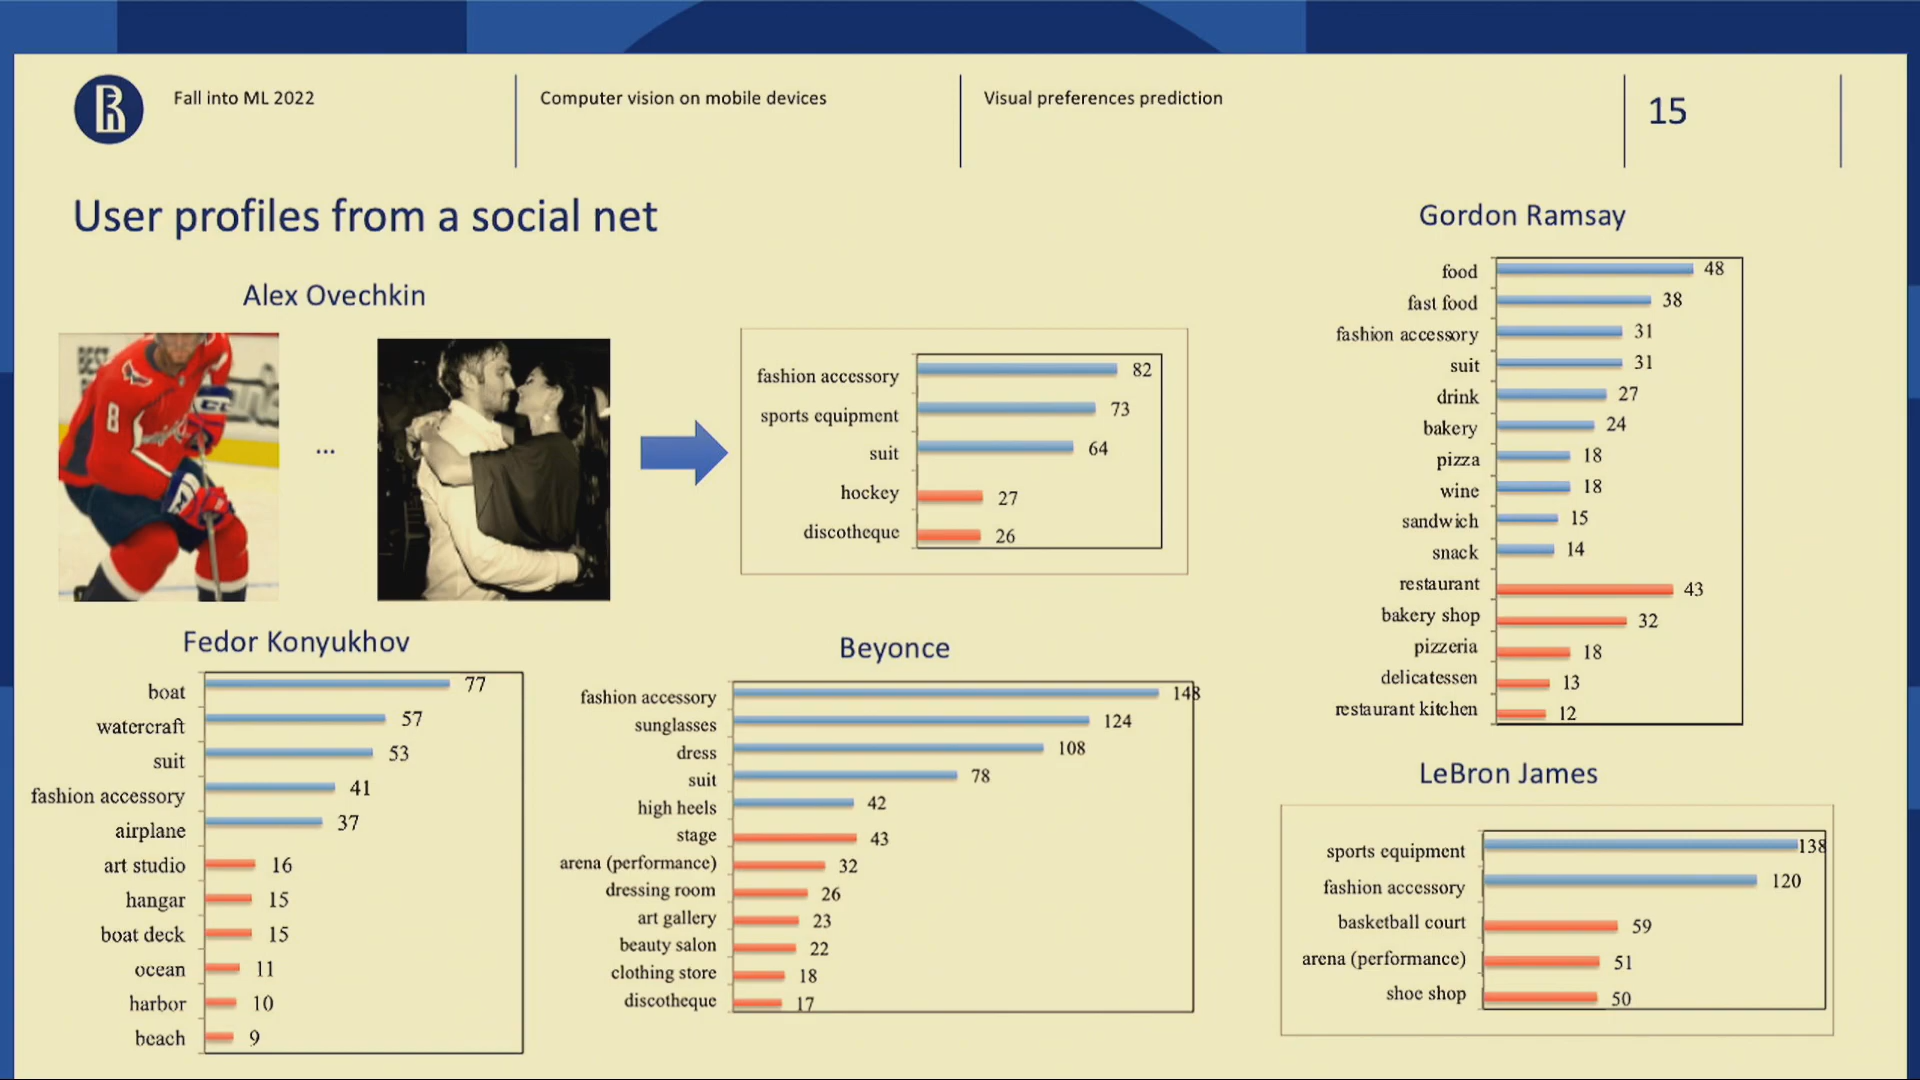 Fall into ML 2022
Computer vision on mobile devices
Visual preferences prediction
15
User profiles from a social net
Alex Ovechkin
8
...
fashion accessory 82
sports equipment 73
suit 64
hockey 27
discotheque 26
Gordon Ramsay
food 48
fast food 38
fashion accessory 31
suit 31
drink 27
bakery 24
pizza 18
wine 18
sandwich 15
snack 14
restaurant 43
bakery shop 32
pizzeria 18
delicatessen 13
restaurant kitchen 12
Fedor Konyukhov
boat 77
watercraft 57
suit 53
fashion accessory 41
airplane 37
art studio 16
hangar 15
boat deck 15
ocean 11
harbor 10
beach 9
Beyonce
fashion accessory 148
sunglasses 124
dress 108
suit 78
high heels 42
stage 43
arena (performance) 32
dressing room 26
art gallery 23
beauty salon 22
clothing store 18
discotheque 17
LeBron James
sports equipment 138
fashion accessory 120
basketball court 59
arena (performance) 51
shoe shop 50